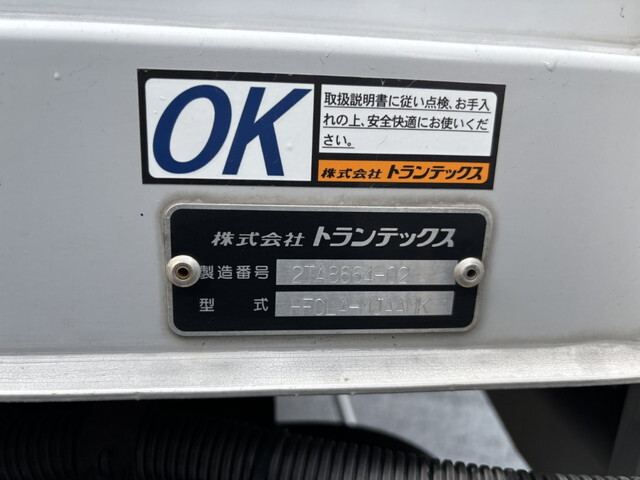 OK
取扱説明書に従い点検、お手入
れの上、安全快適にお使いくだ
さい。
株式会社 トランテックス
株式会社 トランテックス
製造番号 2TA8664-02
型式